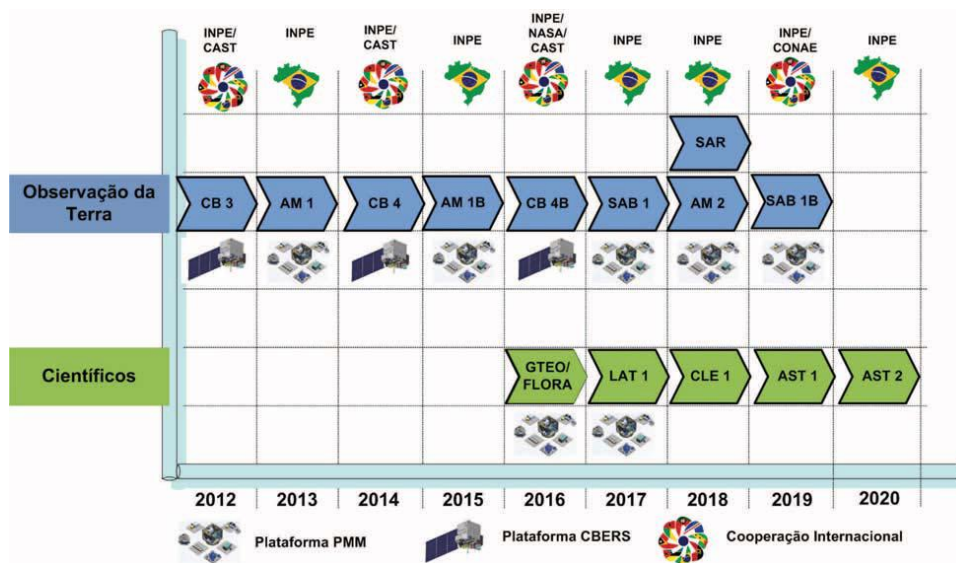 INPE/
CAST
INPE
INPE/
CAST
INPE
INPE/
NASA/
CAST
INPE
INPE
INPE/
CONAE
INPE
SAR
Observação da
Terra
CB 3
AM 1
CB 4
AM 1B
CB 4B
SAB 1
AM 2
SAB 1B
Científicos
GTEO/
FLORA
LAT 1
CLE 1
AST 1
AST 2
2012
2013
2014
2015
2016
2017
2018
2019
2020
Plataforma PMM
Plataforma CBERS
Cooperação Internacional